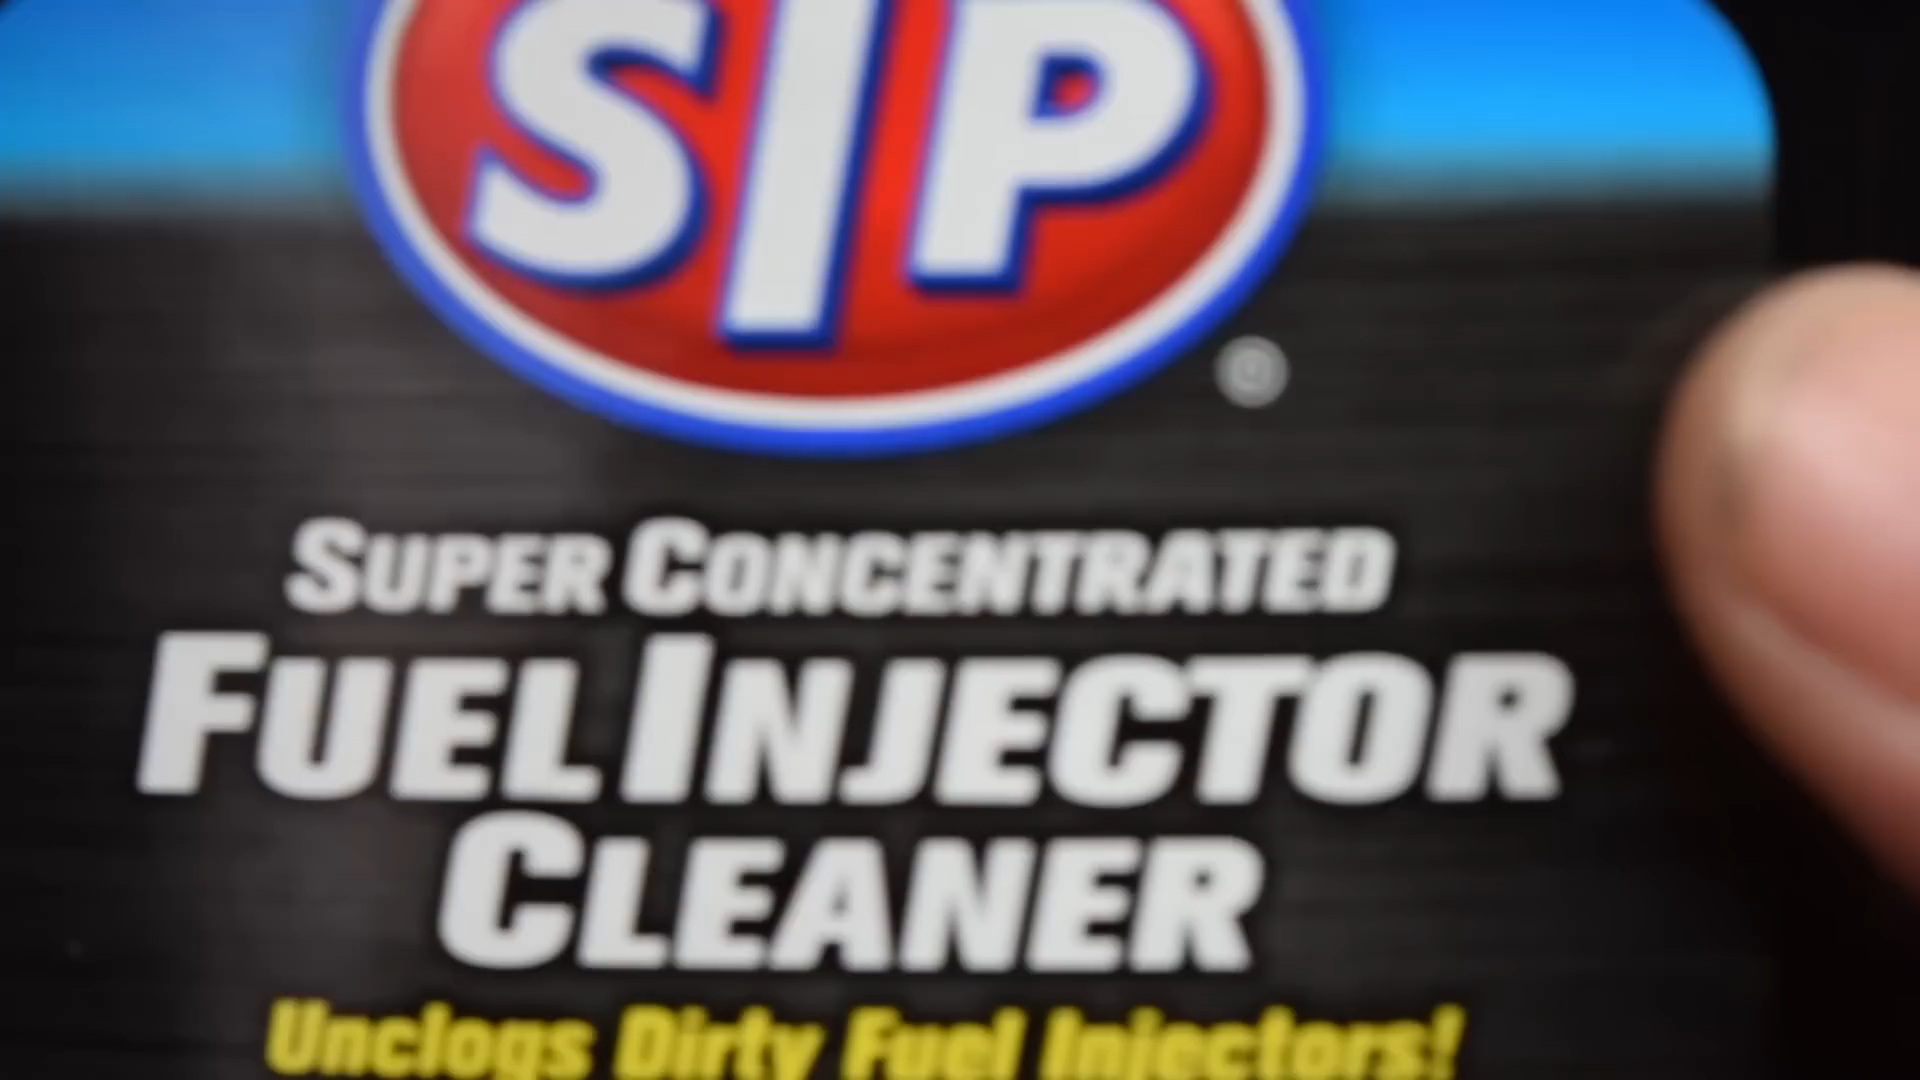 STP
®
SUPER CONCENTRATED
FUEL INJECTOR
CLEANER
Unclogs Dirty Fuel Injectors!